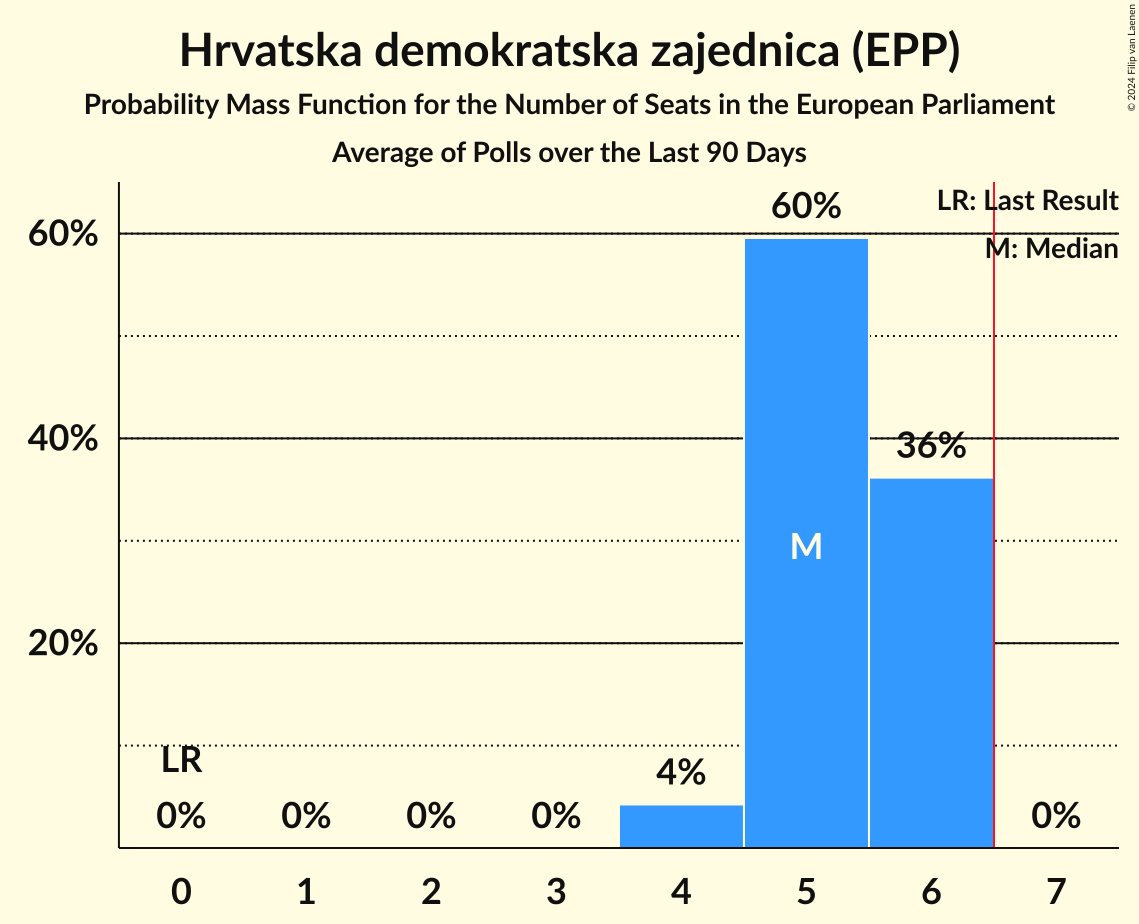 Hrvatska demokratska zajednica (EPP)
Probability Mass Function for the Number of Seats in the European Parliament
Average of Polls over the Last 90 Days
© 2024 Filip van Laenen
LR: Last Result
M: Median
60%
40%
20%
60%
36%
M
LR
4%
0% 0% 0% 0% 0%
0 1 2 3 4 5 6 7